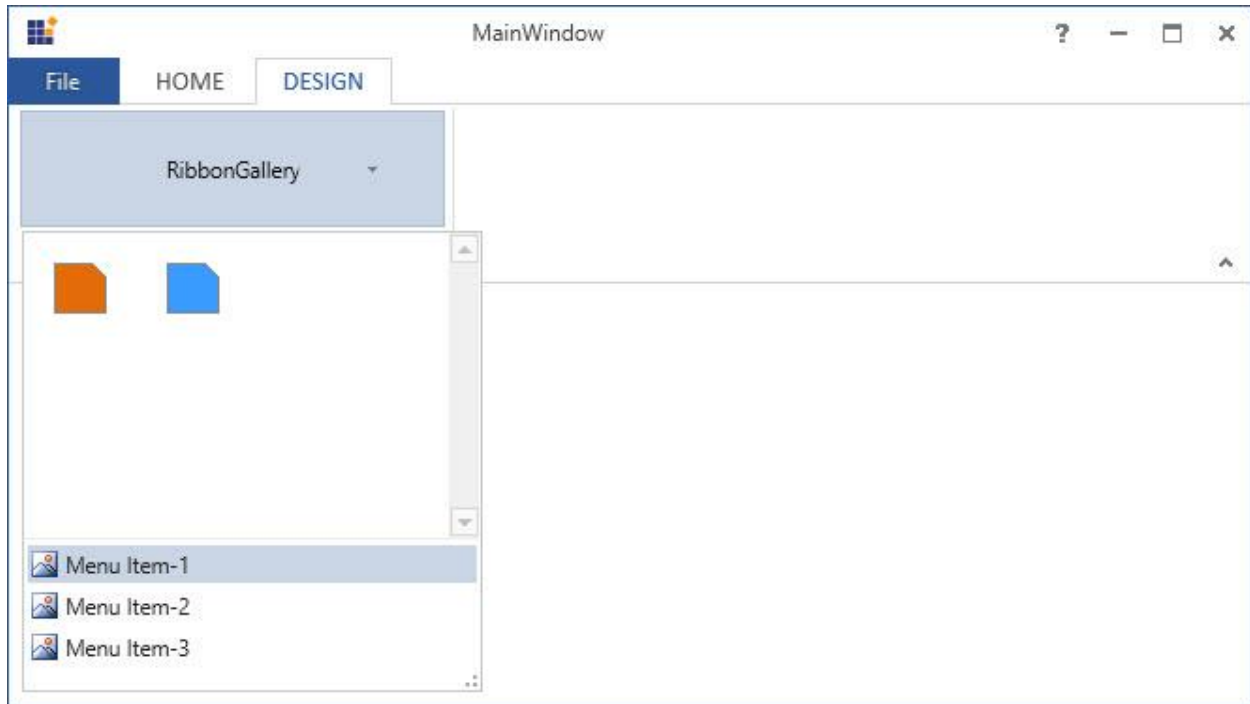 MainWindow
?
File HOME DESIGN
RibbonGallery
Menu Item-1
Menu Item-2
Menu Item-3